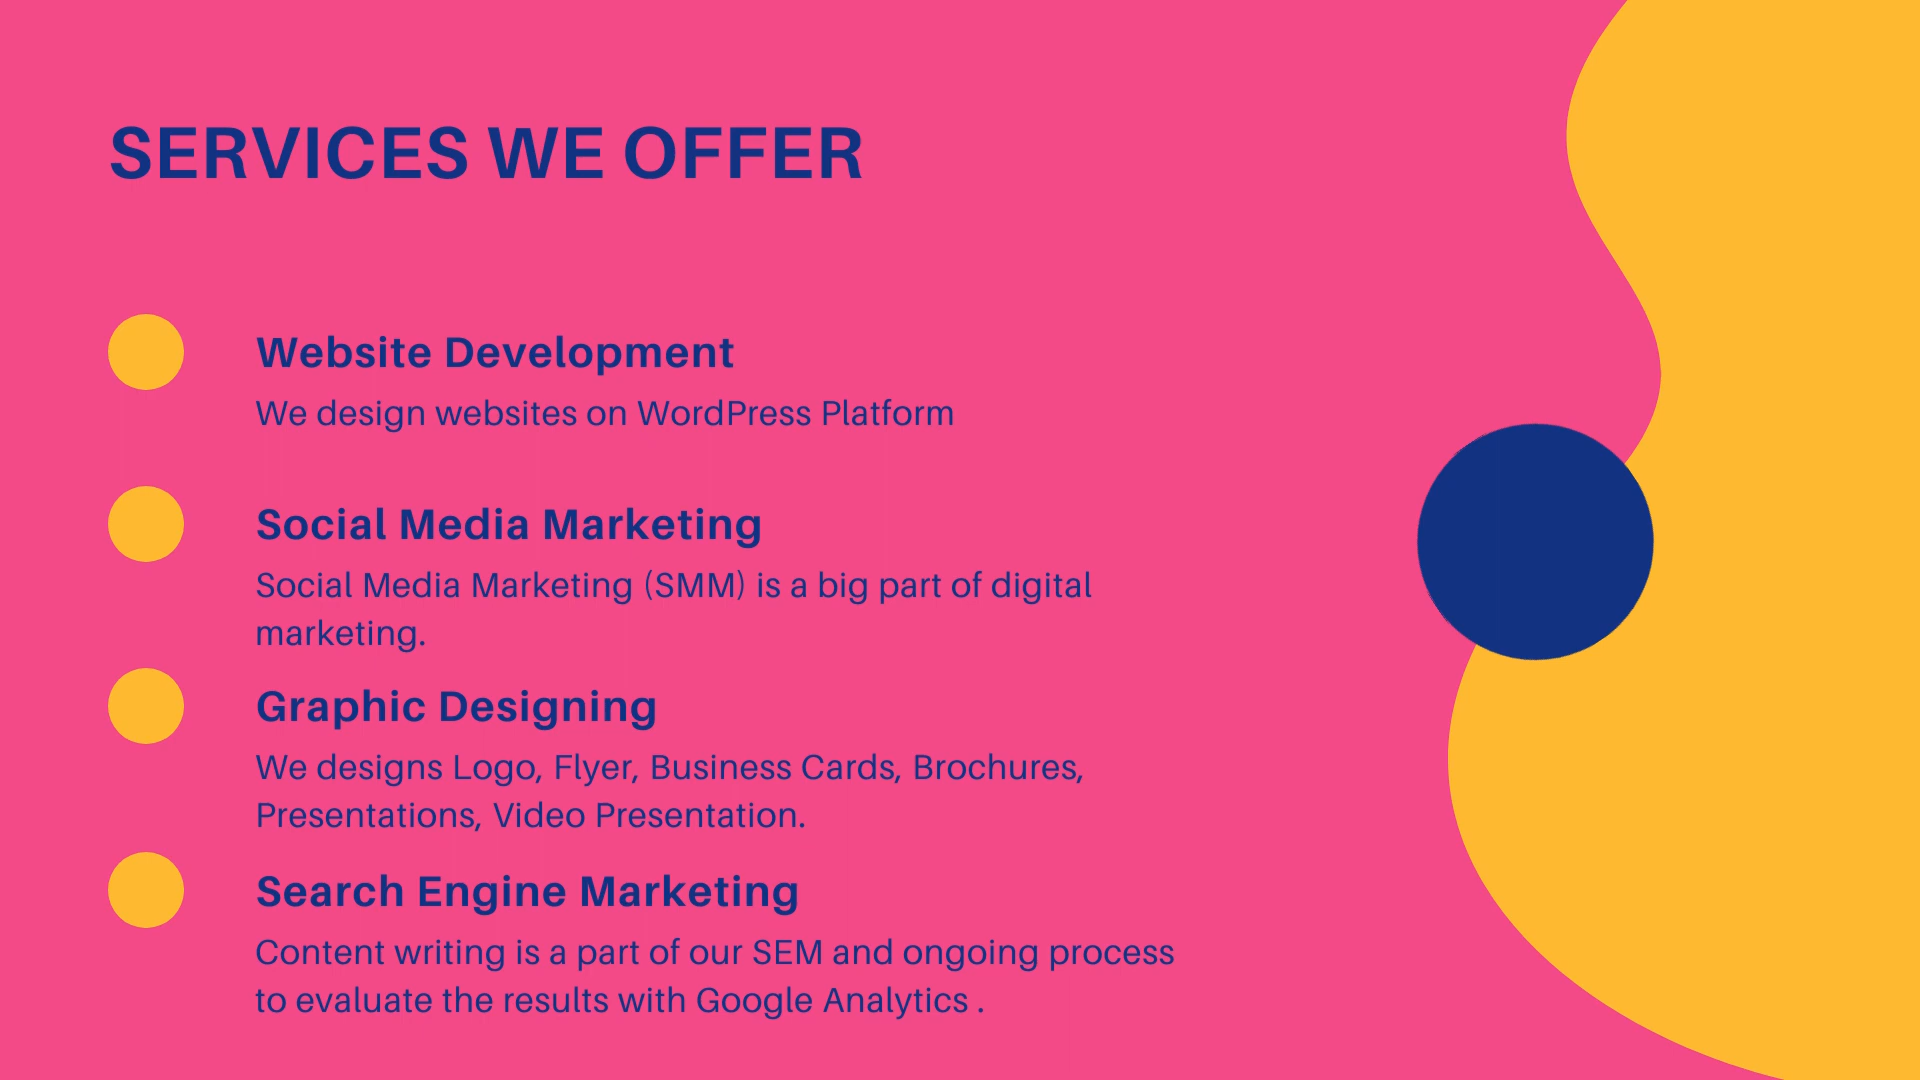 SERVICES WE OFFER
Website Development
We design websites on WordPress Platform
Social Media Marketing
Social Media Marketing (SMM) is a big part of digital
marketing.
Graphic Designing
We designs Logo, Flyer, Business Cards, Brochures,
Presentations, Video Presentation.
Search Engine Marketing
Content writing is a part of our SEM and ongoing process
to evaluate the results with Google Analytics .